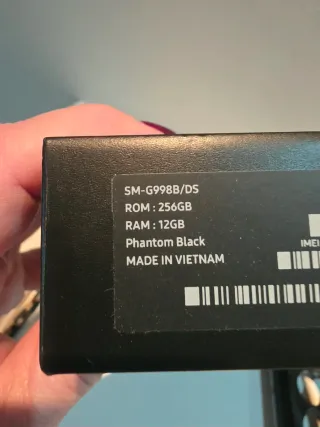 SM-G998B/DS
ROM : 256GB
RAM : 12GB
Phantom Black
IMEI
MADE IN VIETNAM